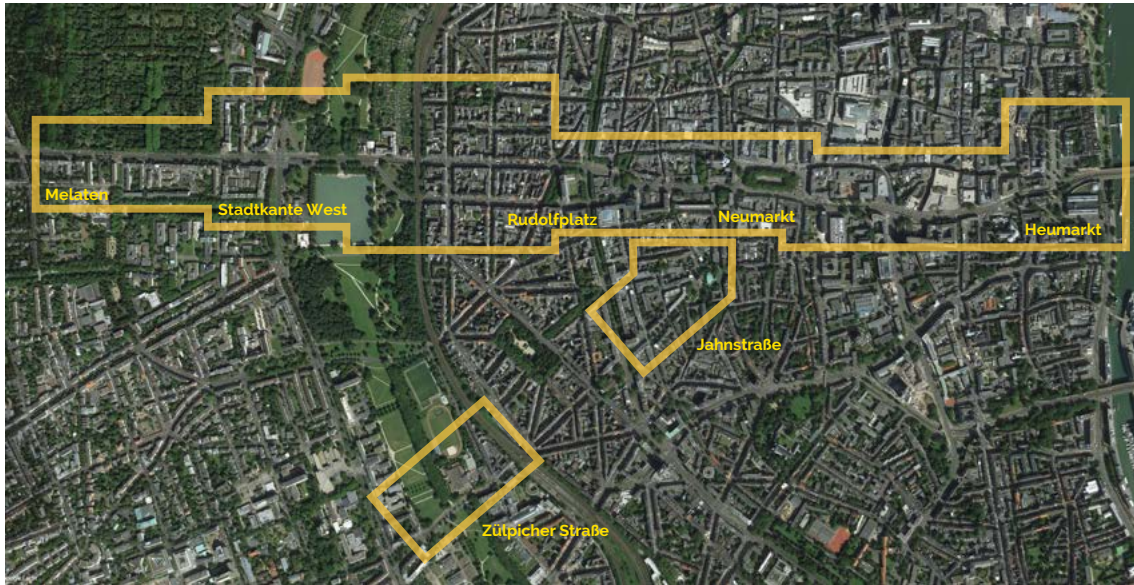 Melaten
Stadtkante West
Rudolfplatz
Neumarkt
Heumarkt
Jahnstraße
Zülpicher Straße